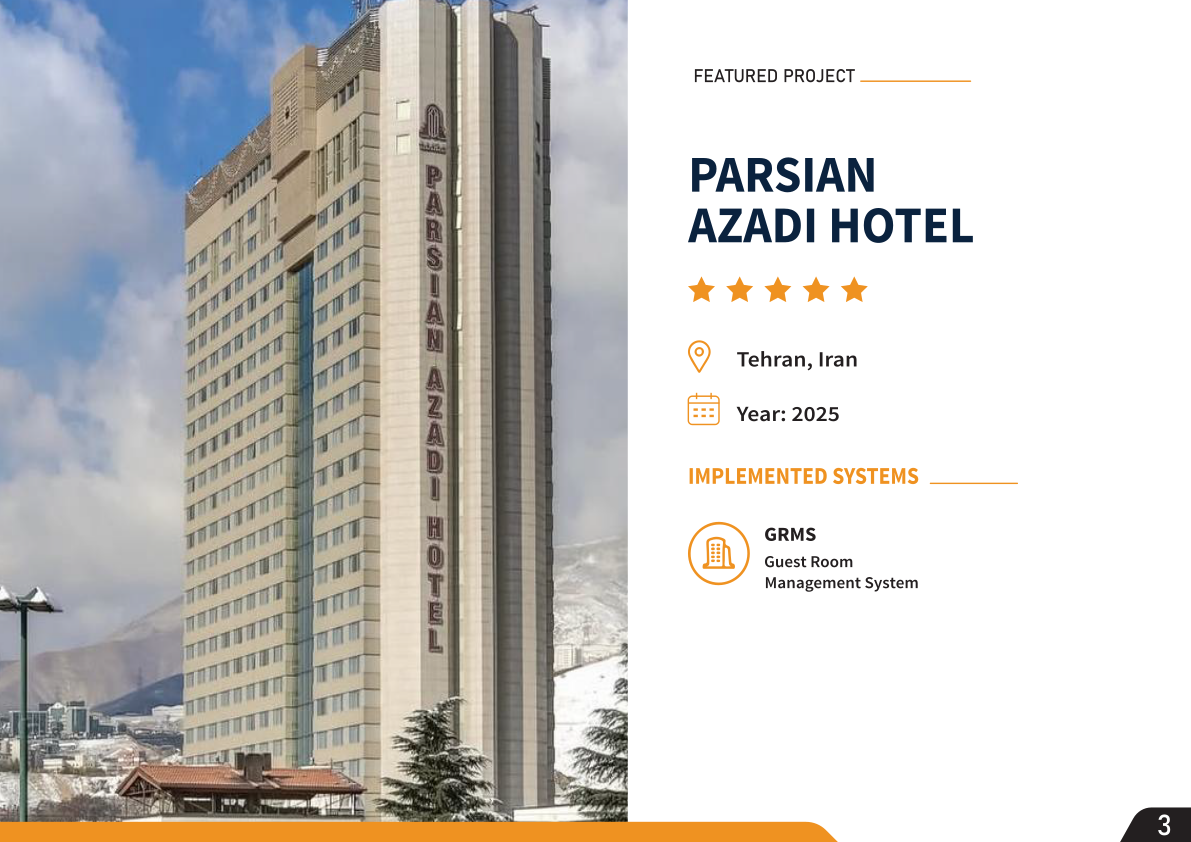 PARSIAN AZADI HOTEL
FEATURED PROJECT
PARSIAN
AZADI HOTEL
Tehran, Iran
Year: 2025
IMPLEMENTED SYSTEMS
GRMS
Guest Room
Management System
3